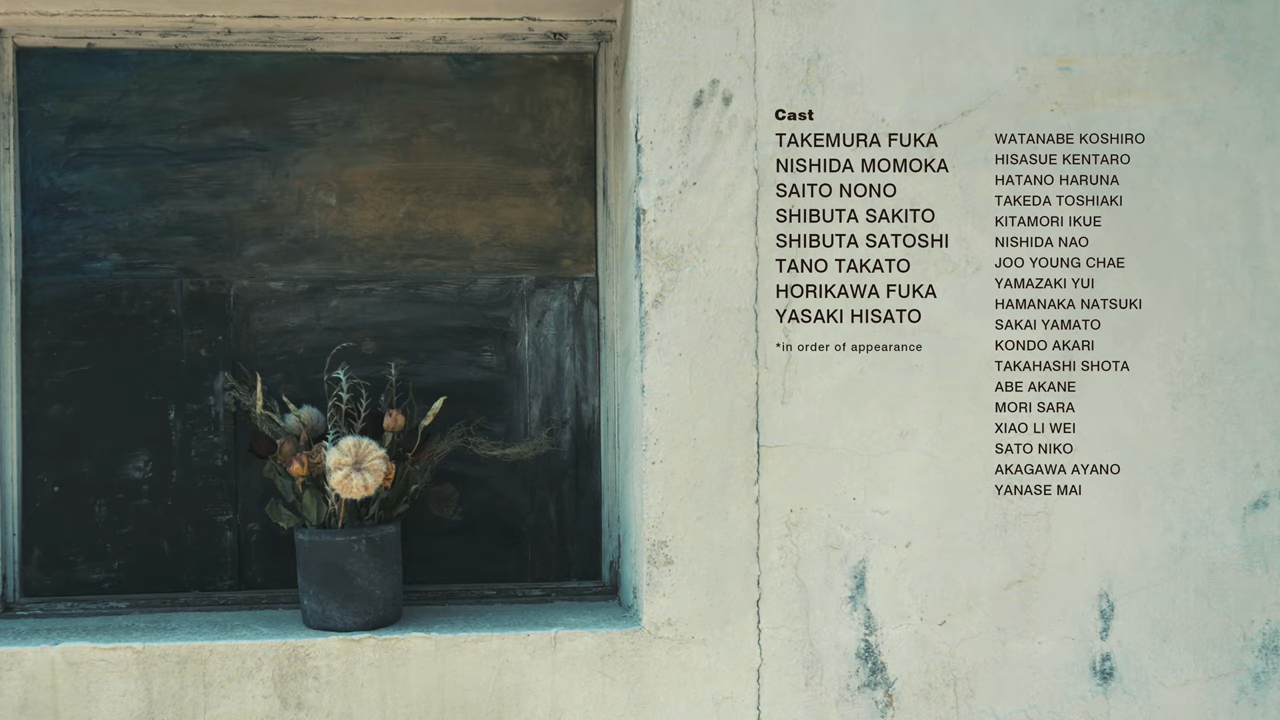 Cast
TAKEMURA FUKA
NISHIDA MOMOKA
SAITO NONO
SHIBUTA SAKITO
SHIBUTA SATOSHI
TANO TAKATO
HORIKAWA FUKA
YASAKI HISATO
*in order of appearance
WATANABE KOSHIRO
HISASUE KENTARO
HATANO HARUNA
TAKEDA TOSHIAKI
KITAMORI IKUE
NISHIDA NAO
JOO YOUNG CHAE
YAMAZAKI YUI
HAMANAKA NATSUKI
SAKAI YAMATO
KONDO AKARI
TAKAHASHI SHOTA
ABE AKANE
MORI SARA
XIAO LI WEI
SATO NIKO
AKAGAWA AYANO
YANASE MAI